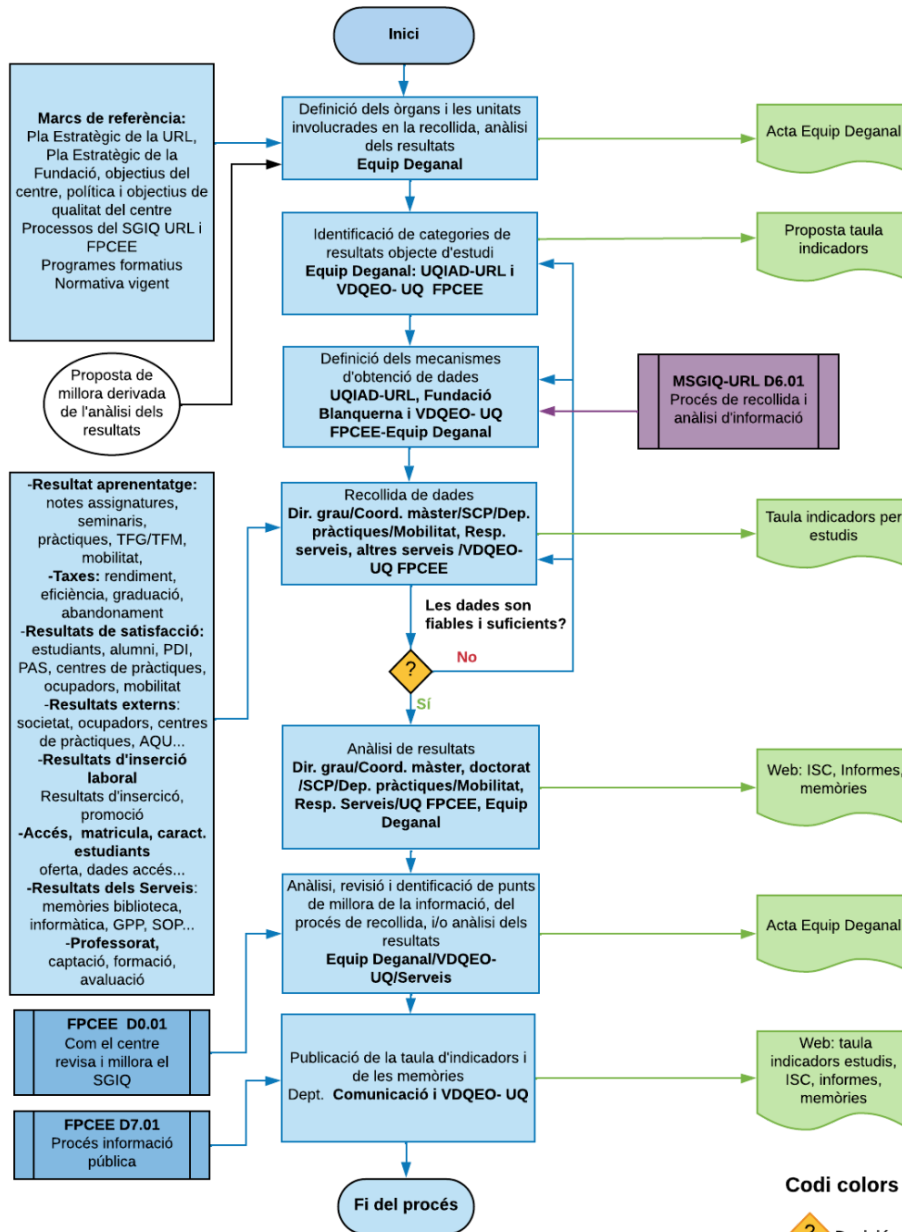 Inici
Marcs de referència:
Pla Estratègic de la URL,
Pla Estratègic de la
Fundació, objectius del
centre, política i objectius de
qualitat del centre
Processos del SGIQ URL i
FPCEE
Programes formatius
Normativa vigent
Definició dels òrgans i les unitats
involucrades en la recollida, anàlisi
dels resultats
Equip Deganal
Acta Equip Deganal
Identificació de categories de
resultats objecte d'estudi
Equip Deganal: UQIAD-URL i
VDQEO- UQ FPCEE
Proposta taula
indicadors
Proposta de
millora derivada
de l'anàlisi dels
resultats
Definició dels mecanismes
d'obtenció de dades
UQIAD-URL, Fundació
Blanquerna i VDQEO- UQ
FPCEE-Equip Deganal
MSGIQ-URL D6.01
Procés de recollida i
anàlisi d'informació
-Resultat aprenentatge:
notes assignatures,
seminaris,
pràctiques, TFG/TFM,
mobilitat,
-Taxes: rendiment,
eficiència, graduació,
abandonament
-Resultats de satisfacció:
estudiants, alumni, PDI,
PAS, centres de pràctiques,
ocupadors, mobilitat
-Resultats externs:
societat, ocupadors, centres
de pràctiques, AQU...
-Resultats d'inserció
laboral
Resultats d'insercició,
promoció
-Accés, matricula, caract.
estudiants
oferta, dades accés...
-Resultats dels Serveis:
memòries biblioteca,
informàtica, GPP, SOP...
-Professorat,
captació, formació,
avaluació
Recollida de dades
Dir. grau/Coord. màster/SCP/Dep.
pràctiques/Mobilitat, Resp.
serveis, altres serveis /VDQEO-
UQ FPCEE
Taula indicadors per
estudis
Les dades son
fiables i suficients?
?
No
Sí
Anàlisi de resultats
Dir. grau/Coord. màster, doctorat
/SCP/Dep. pràctiques/Mobilitat,
Resp. Serveis/UQ FPCEE, Equip
Deganal
Web: ISC, Informes,
memòries
Anàlisi, revisió i dentificació de punts
de millora de la informació, del
procés de recollida, i/o anàlisi dels
resultats
Equip Deganal/VDQEO-
UQ/Serveis
Acta Equip Deganal
FPCEE D0.01
Com el centre
revisa i millora el
SGIQ
Publicació de la taula d'indicadors i
de les memòries
Dept. Comunicació i VDQEO- UQ
Web: taula
indicadors estudis,
ISC, informes,
memòries
FPCEE D7.01
Procés informació
pública
Fi del procés
Codi colors
?